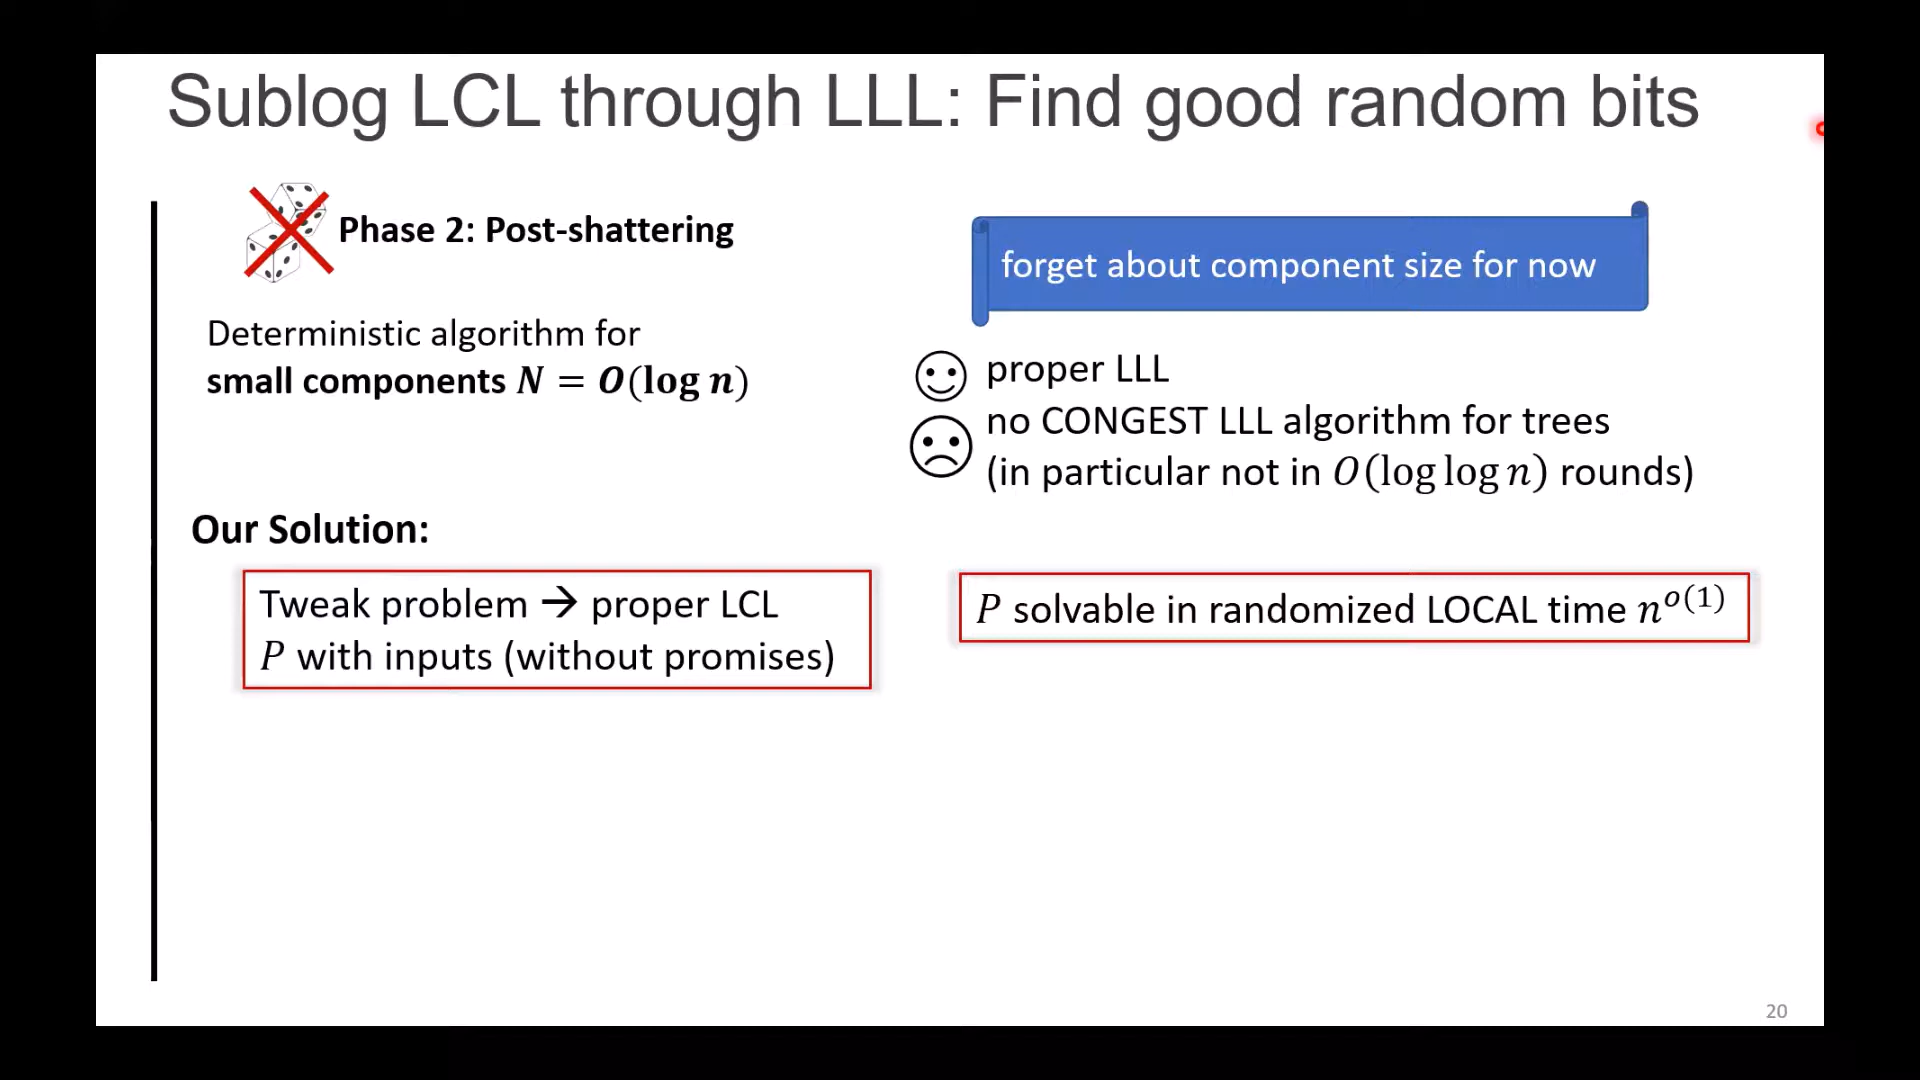 Sublog LCL through LLL: Find good random bits
Phase 2: Post-shattering
forget about component size for now
Deterministic algorithm for
small components N = O(log n)
proper LLL
no CONGEST LLL algorithm for trees
(in particular not in O(log log n) rounds)
Our Solution:
Tweak problem → proper LCL
P with inputs (without promises)
P solvable in randomized LOCAL time n^{o(1)}
20